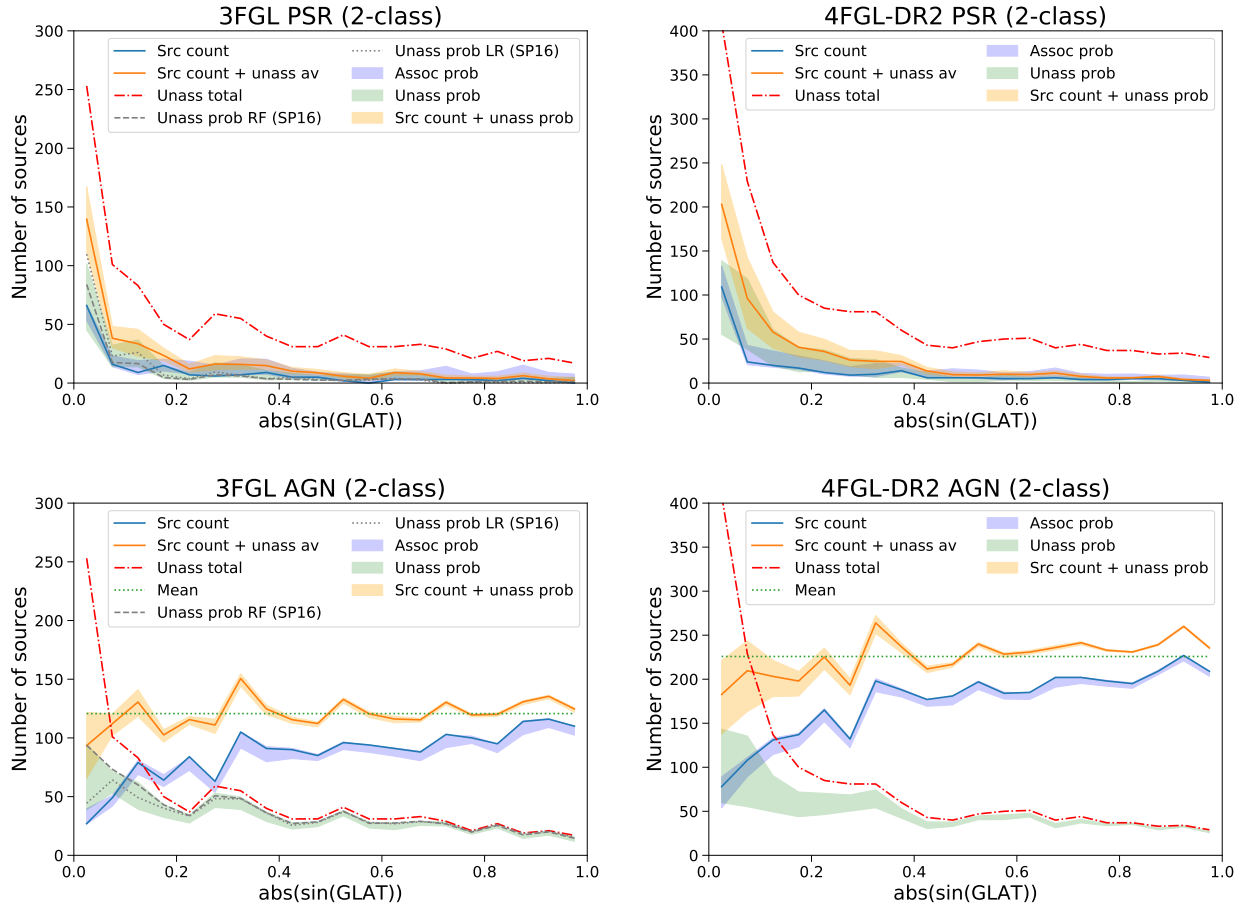 3FGL PSR (2-class)
300
250
200
150
100
50
0
Number of sources
Src count
Src count + unass av
Unass total
Unass prob RF (SP16)
Unass prob LR (SP16)
Assoc prob
Unass prob
Src count + unass prob
0.0 0.2 0.4 0.6 0.8 1.0
abs(sin(GLAT))
4FGL-DR2 PSR (2-class)
400
350
300
250
200
150
100
50
0
Number of sources
Src count
Src count + unass av
Unass total
Assoc prob
Unass prob
Src count + unass prob
0.0 0.2 0.4 0.6 0.8 1.0
abs(sin(GLAT))
3FGL AGN (2-class)
300
250
200
150
100
50
0
Number of sources
Src count
Src count + unass av
Unass total
Mean
Unass prob RF (SP16)
Unass prob LR (SP16)
Assoc prob
Unass prob
Src count + unass prob
0.0 0.2 0.4 0.6 0.8 1.0
abs(sin(GLAT))
4FGL-DR2 AGN (2-class)
400
350
300
250
200
150
100
50
0
Number of sources
Src count
Src count + unass av
Unass total
Mean
Assoc prob
Unass prob
Src count + unass prob
0.0 0.2 0.4 0.6 0.8 1.0
abs(sin(GLAT))